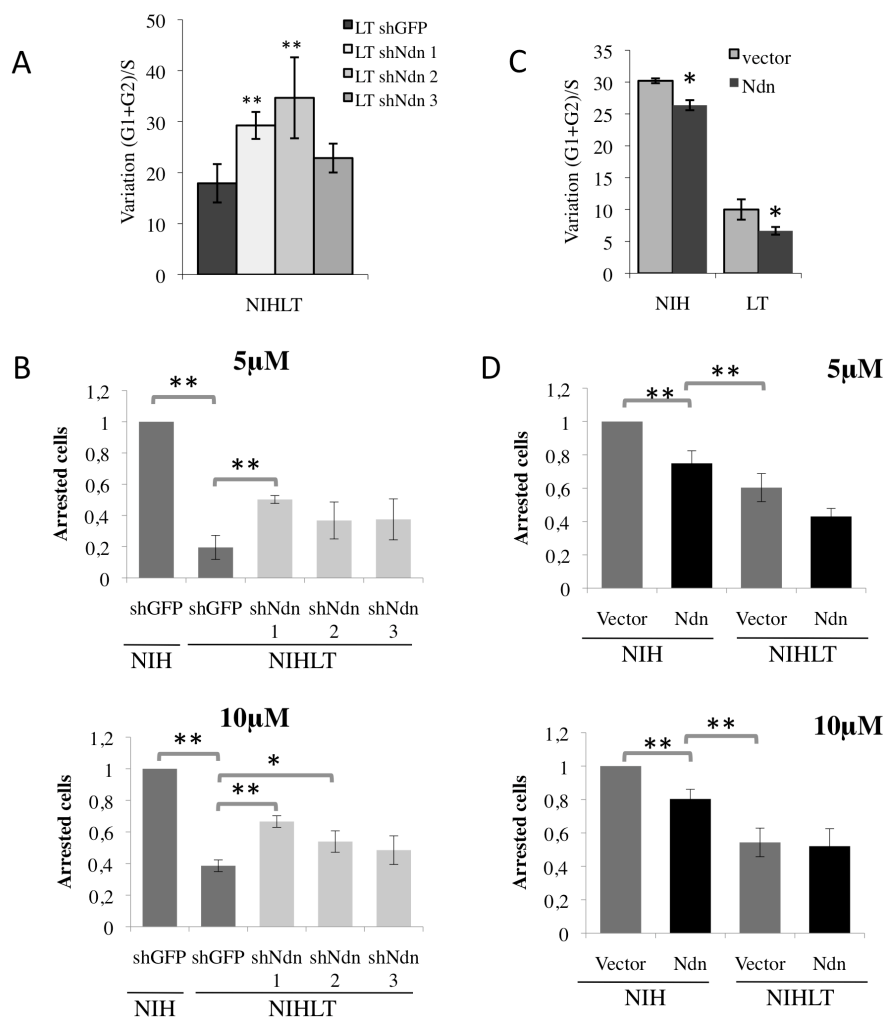 A
Variation (G1+G2)/S
50
40
30
20
10
0
**
**
LT shGFP
LT shNdn 1
LT shNdn 2
LT shNdn 3
NIHLT
C
Variation (G1+G2)/S
35
30
25
20
15
10
5
0
*
*
vector
Ndn
NIH
LT
B
5µM
Arrested cells
1,2
1
0,8
0,6
0,4
0,2
0
**
**
shGFP shGFP shNdn shNdn shNdn
1 2 3
NIH NIHLT
D
5µM
Arrested cells
1,2
1
0,8
0,6
0,4
0,2
0
**
**
Vector Ndn Vector Ndn
NIH NIHLT
10µM
Arrested cells
1,2
1
0,8
0,6
0,4
0,2
0
**
*
**
shGFP shGFP shNdn shNdn shNdn
1 2 3
NIH NIHLT
10µM
Arrested cells
1,2
1
0,8
0,6
0,4
0,2
0
**
**
Vector Ndn Vector Ndn
NIH NIHLT